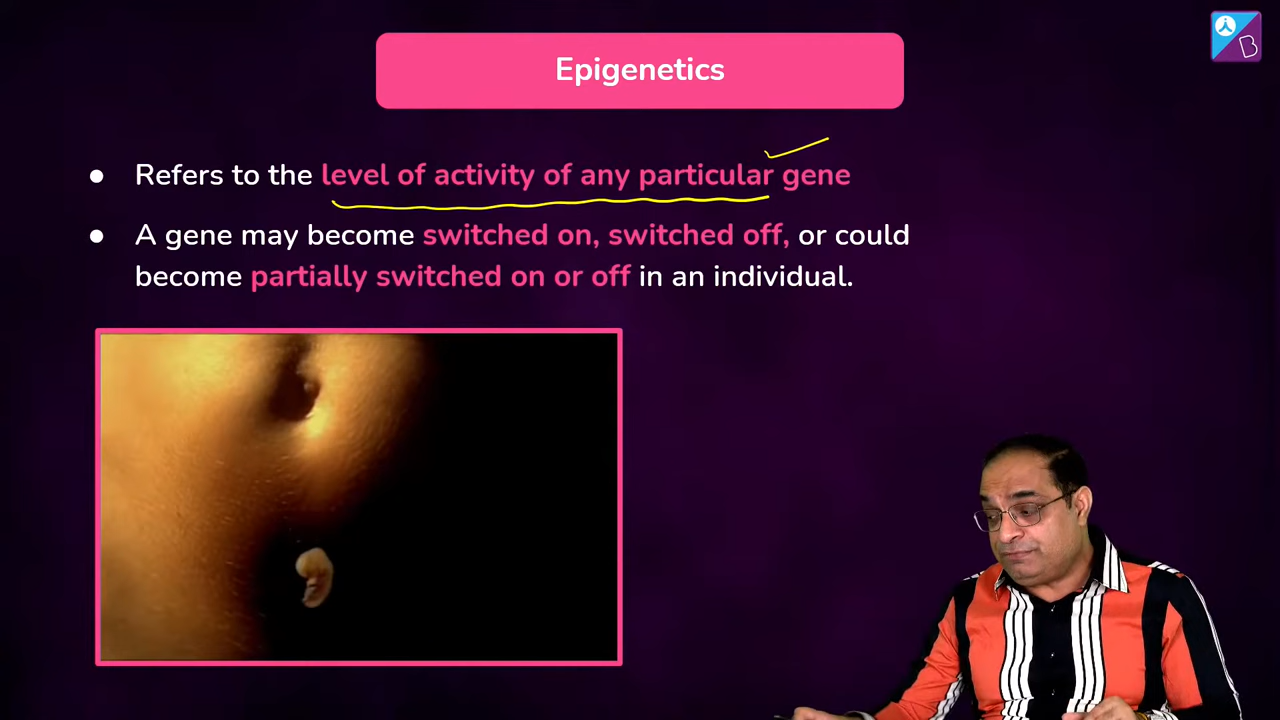 Epigenetics
B
● Refers to the level of activity of any particular gene
● A gene may become switched on, switched off, or could
become partially switched on or off in an individual.